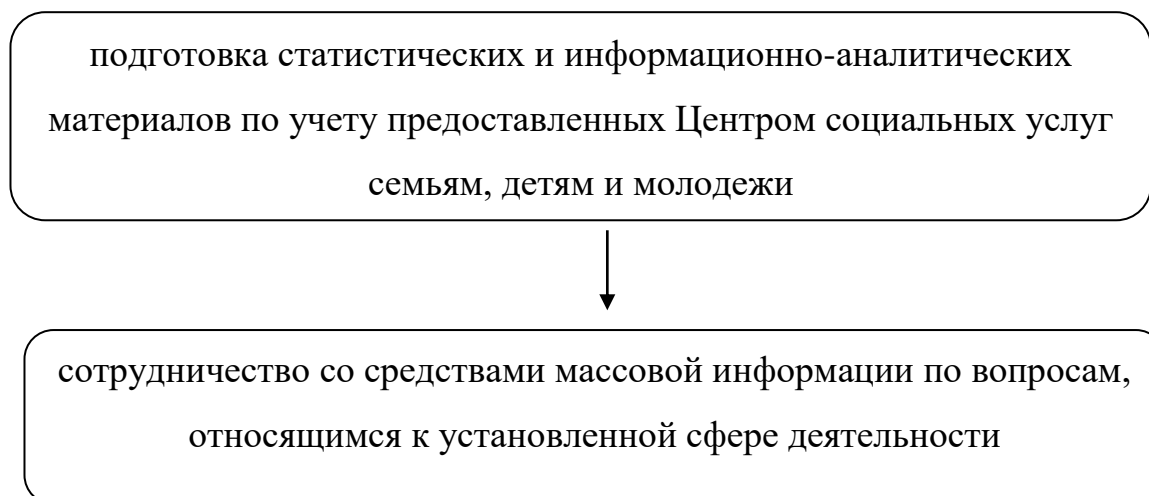 подготовка статистических и информационно-аналитических
материалов по учету предоставленных Центром социальных услуг
семьям, детям и молодежи
сотрудничество со средствами массовой информации по вопросам,
относящимся к установленной сфере деятельности